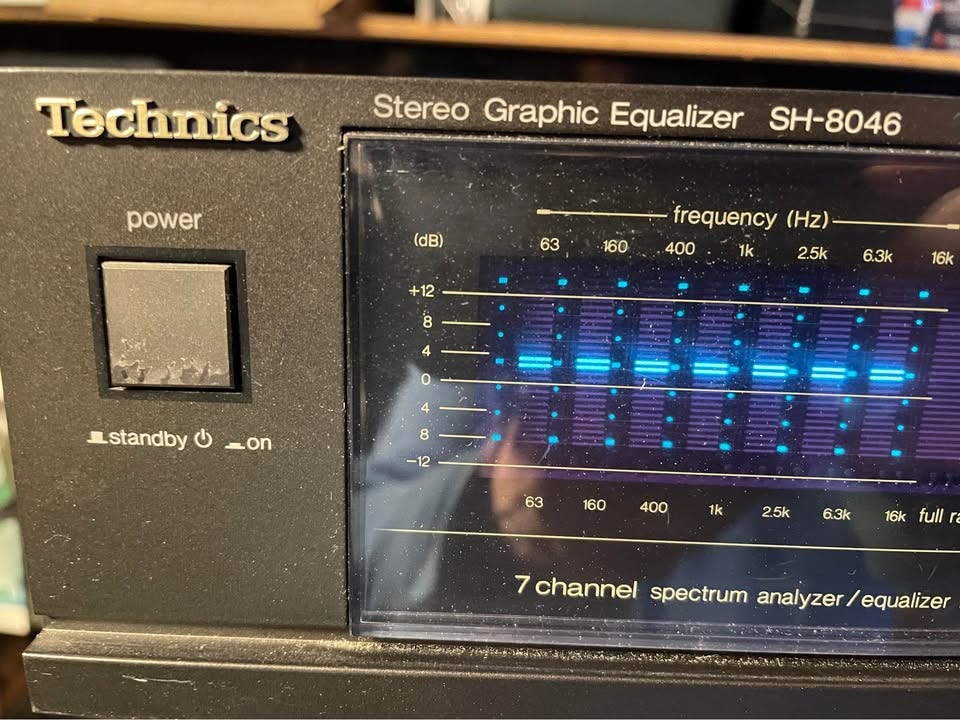 Technics
Stereo Graphic Equalizer SH-8046
power
frequency (Hz)
(dB) 63 160 400 1k 2.5k 6.3k 16k
+12
8
4
0
4
8
-12
standby on
63 160 400 1k 2.5k 6.3k 16k full
7 channel spectrum analyzer/equalizer